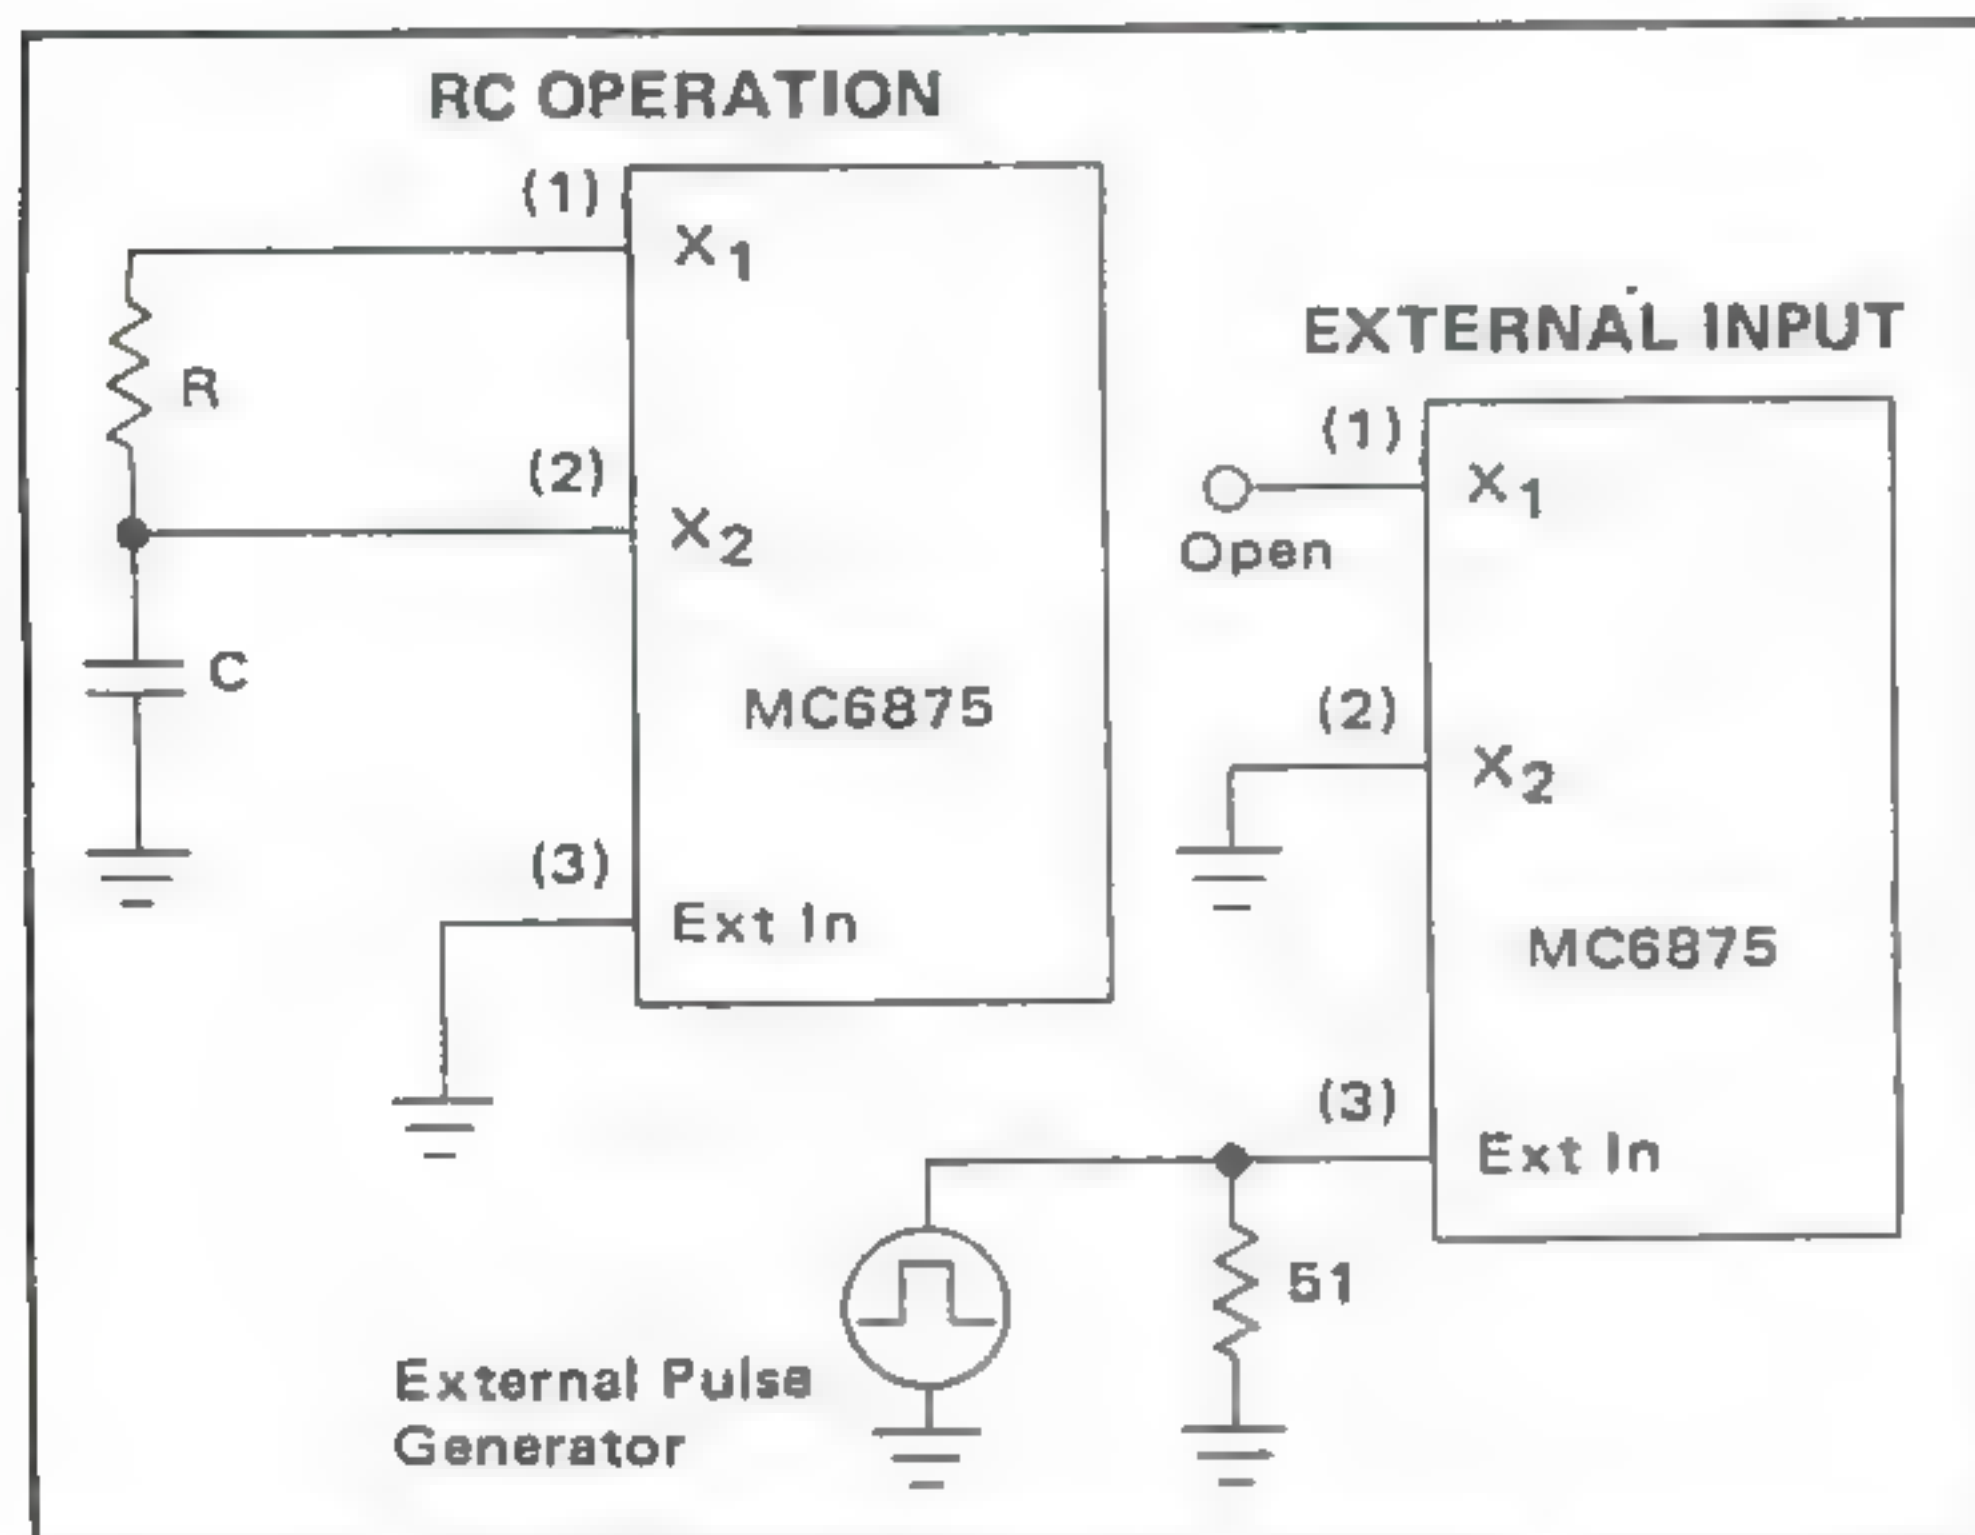 RC OPERATION
(1)
X1
R
(2)
X2
C
MC6875
(3)
Ext In
EXTERNAL INPUT
(1)
X1
Open
(2)
X2
MC6875
(3)
Ext In
51
External Pulse
Generator